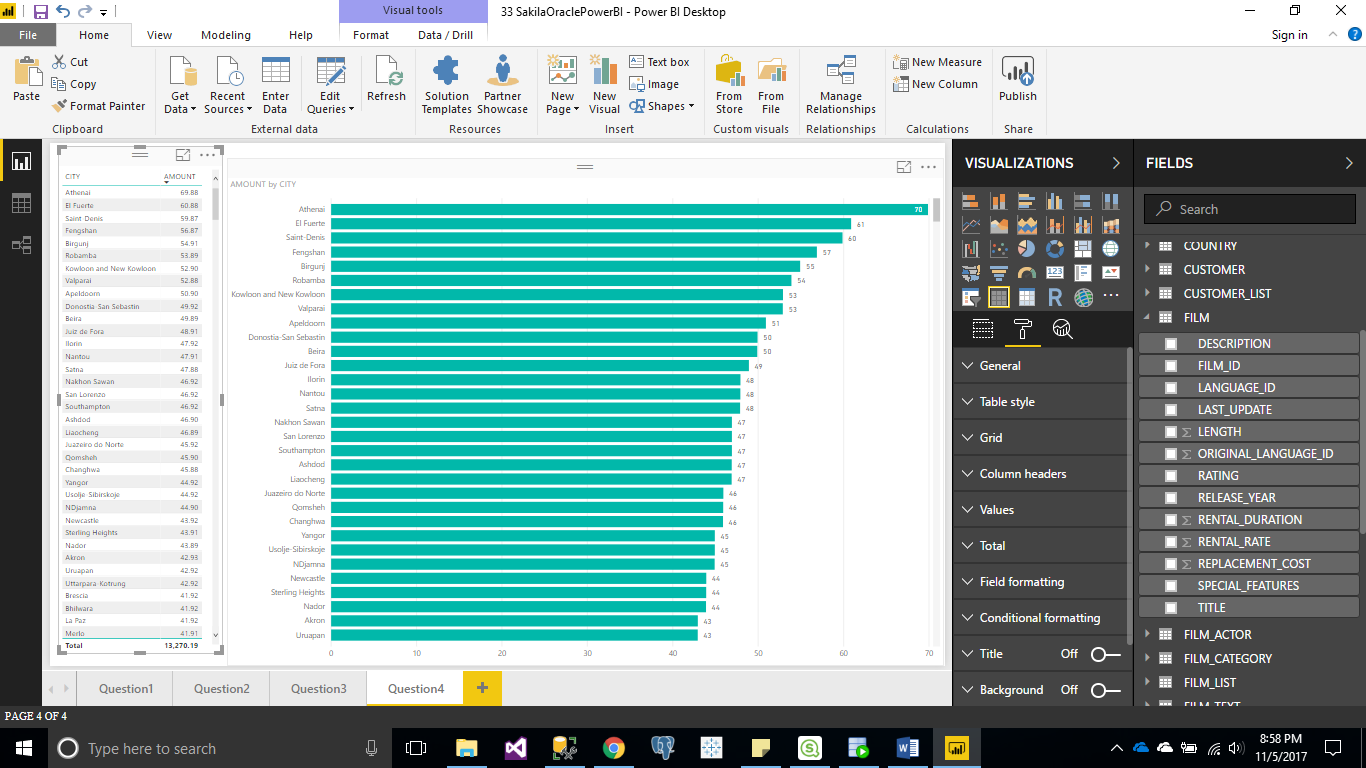 Visual tools
33 SakilaOraclePowerBI - Power BI Desktop
File Home View Modeling Help Format Data / Drill Sign in
Paste
Cut
Copy
Format Painter
Get Data
Recent Sources
Enter Data
Edit Queries
Refresh
Solution Templates
Partner Showcase
New Page
New Visual
Text box
Image
Shapes
From Store
From File
Manage Relationships
New Measure
New Column
Publish
Clipboard External data Resources Insert Custom visuals Relationships Calculations Share
CITY AMOUNT
Athenai 69.88
El Fuerte 60.88
Saint-Denis 59.87
Fengshan 56.87
Birgunj 54.91
Robamba 53.89
Kowloon and New Kowloon 52.90
Valparai 52.88
Apeldoorn 50.90
Donostia-San Sebastin 49.92
Beira 49.89
Juiz de Fora 48.91
Ilorin 47.92
Nantou 47.91
Satna 47.88
Nakhon Sawan 46.92
San Lorenzo 46.92
Southampton 46.92
Ashdod 46.90
Liaocheng 46.89
Juazeiro do Norte 45.92
Qomsheh 45.90
Changhwa 45.88
Yangor 44.92
Usolje-Sibirskoje 44.92
NDjamna 44.90
Newcastle 43.92
Sterling Heights 43.91
Nador 43.89
Akron 42.93
Uruapan 42.92
Uttarpara-Kotrung 42.92
Brescia 41.92
Bhilwara 41.92
La Paz 41.92
Merlo 41.91
Total 13,270.19
AMOUNT by CITY
Athenai 70
El Fuerte 61
Saint-Denis 60
Fengshan 57
Birgunj 55
Robamba 54
Kowloon and New Kowloon 53
Valparai 53
Apeldoorn 51
Donostia-San Sebastin 50
Beira 50
Juiz de Fora 49
Ilorin 48
Nantou 48
Satna 48
Nakhon Sawan 47
San Lorenzo 47
Southampton 47
Ashdod 47
Liaocheng 47
Juazeiro do Norte 46
Qomsheh 46
Changhwa 46
Yangor 45
Usolje-Sibirskoje 45
NDjamna 45
Newcastle 44
Sterling Heights 44
Nador 44
Akron 43
Uruapan 43
0 10 20 30 40 50 60 70
VISUALIZATIONS
123
R
General
Table style
Grid
Column headers
Values
Total
Field formatting
Conditional formatting
Title Off
Background Off
FIELDS
Search
COUNTRY
CUSTOMER
CUSTOMER_LIST
FILM
DESCRIPTION
FILM_ID
LANGUAGE_ID
LAST_UPDATE
LENGTH
ORIGINAL_LANGUAGE_ID
RATING
RELEASE_YEAR
RENTAL_DURATION
RENTAL_RATE
REPLACEMENT_COST
SPECIAL_FEATURES
TITLE
FILM_ACTOR
FILM_CATEGORY
FILM_LIST
FILM_TEXT
Question1 Question2 Question3 Question4
PAGE 4 OF 4
Type here to search
8:58 PM
11/5/2017